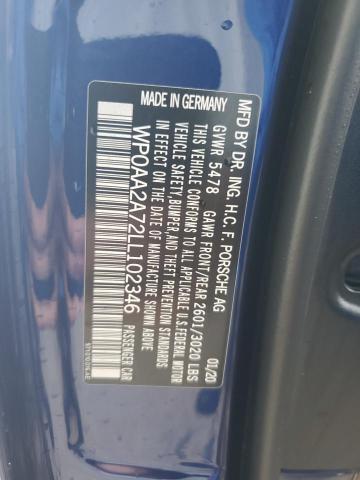 MFD BY DR. ING. H.C. F. PORSCHE AG
01/20
GVWR 5478 GAWR FRONT/REAR 2601/3020 LBS
THIS VEHICLE CONFORMS TO ALL APPLICABLE U.S. FEDERAL MOTOR
VEHICLE SAFETY, BUMPER, AND THEFT PREVENTION STANDARDS
IN EFFECT ON THE DATE OF MANUFACTURE SHOWN ABOVE.
WP0AA2A72LL102346
PASSENGER CAR
MADE IN GERMANY